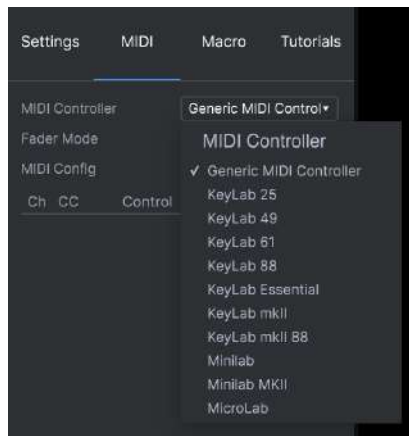 Settings MIDI Macro Tutorials
MIDI Controller Generic MIDI Control▾
Fader Mode MIDI Controller
MIDI Config ✓ Generic MIDI Controller
Ch CC Control KeyLab 25
KeyLab 49
KeyLab 61
KeyLab 88
KeyLab Essential
KeyLab mkII
KeyLab mkII 88
Minilab
Minilab MKII
MicroLab